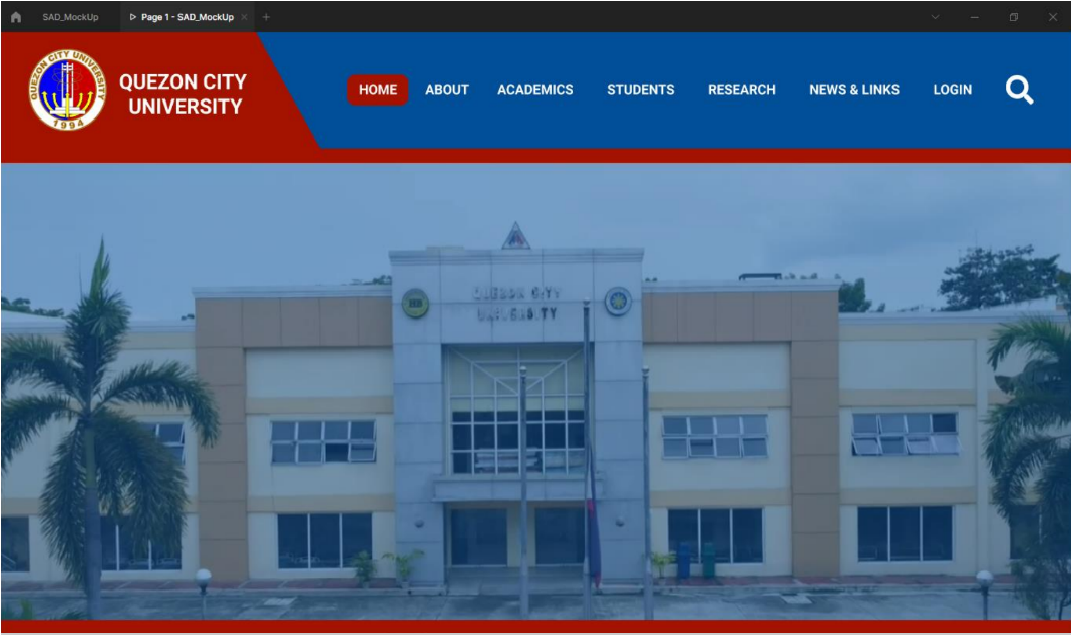 SAD_MockUp
Page 1 - SAD_MockUp
QUEZON CITY UNIVERSITY
1994
QUEZON CITY
UNIVERSITY
HOME ABOUT ACADEMICS STUDENTS RESEARCH NEWS & LINKS LOGIN
QUEZON CITY
UNIVERSITY